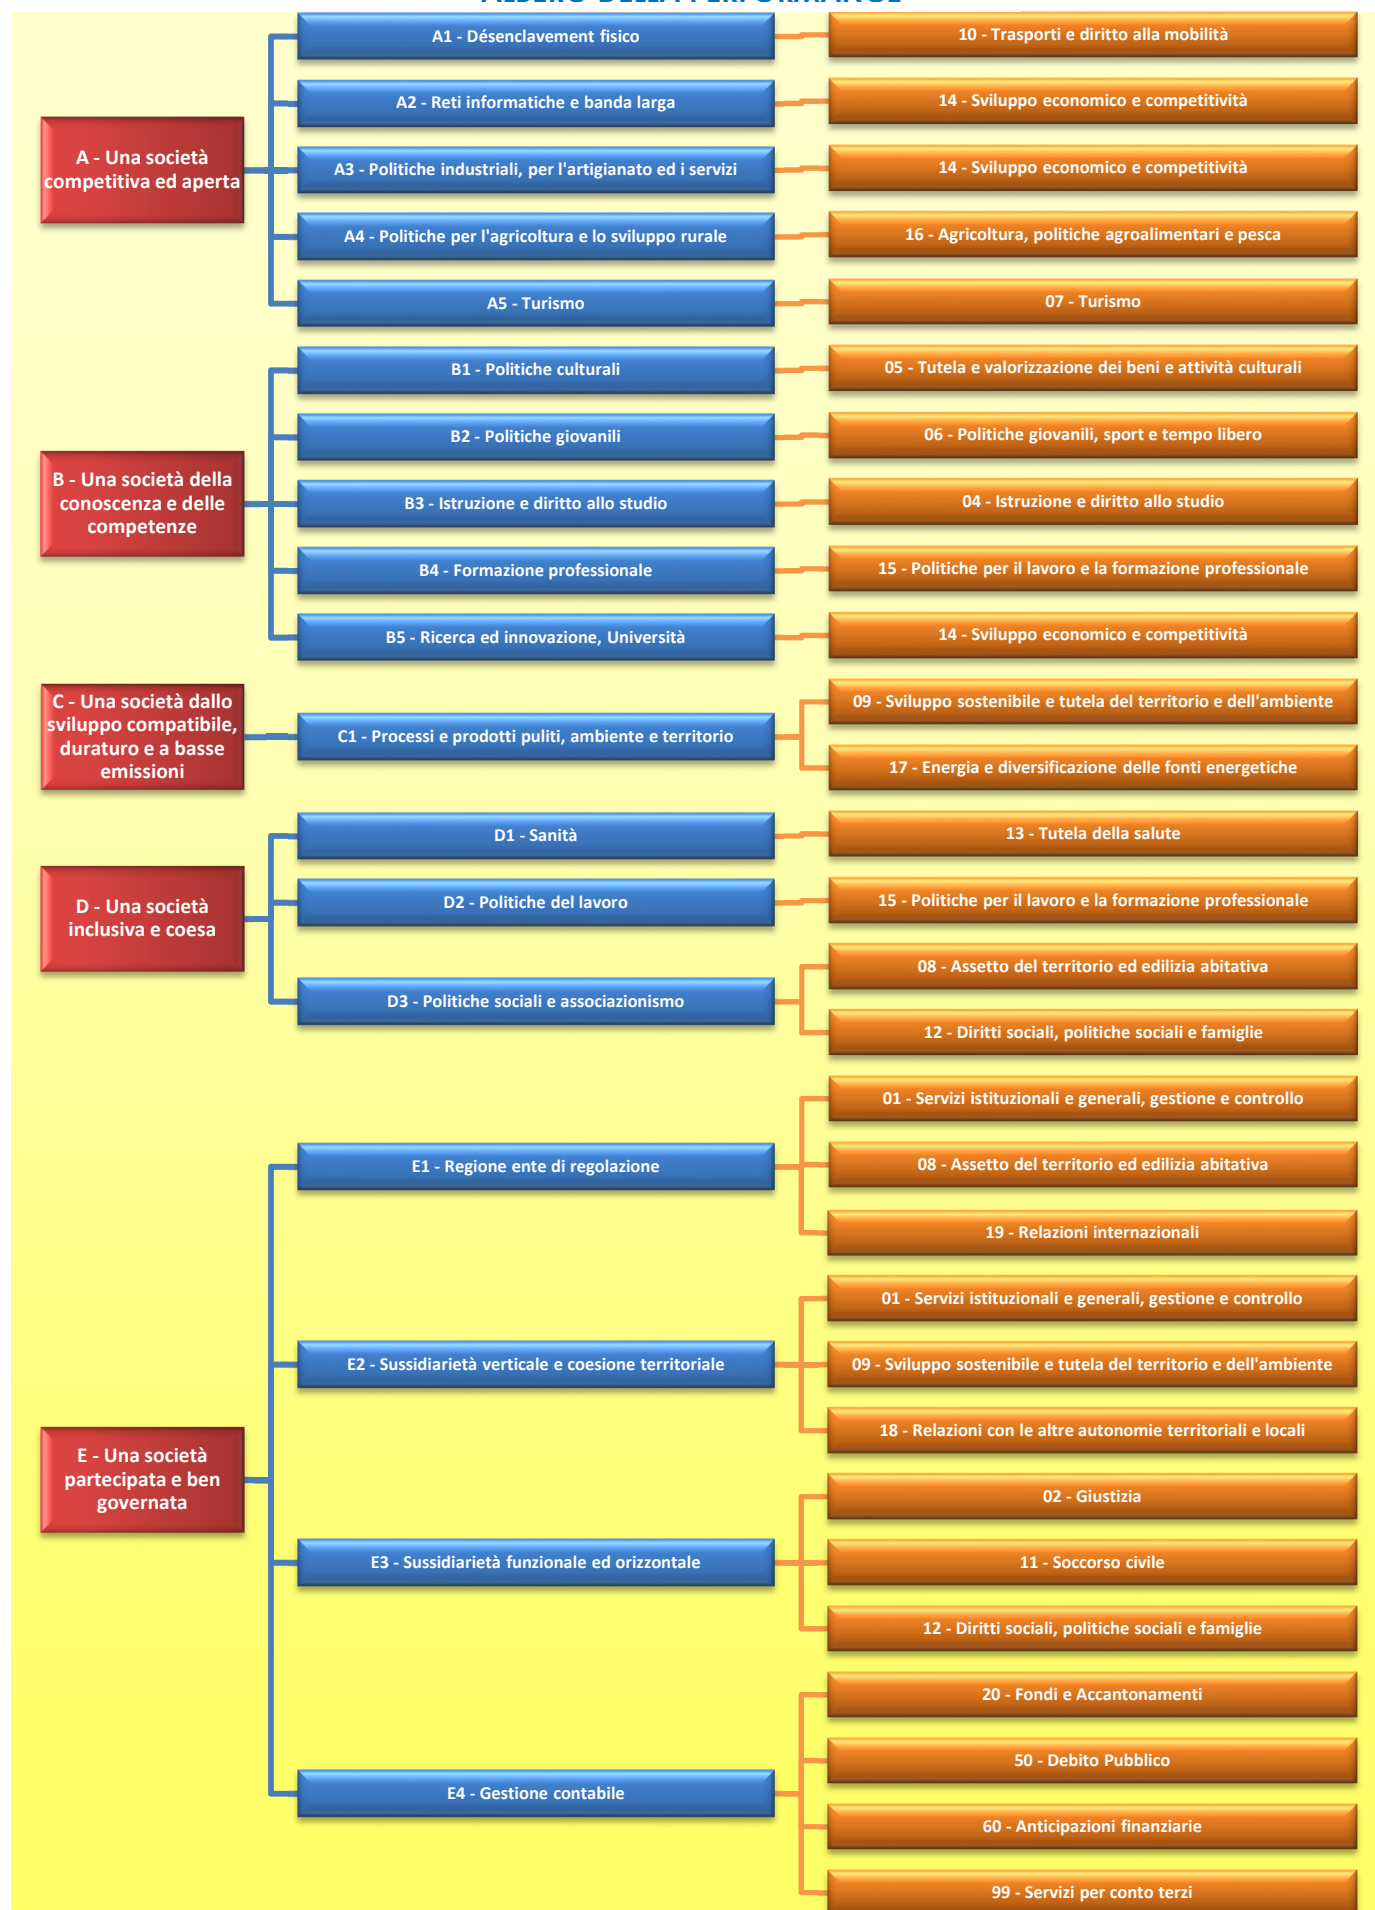 ALBERO DELLA PERFORMANCE
A1 - Désenclavement fisico
10 - Trasporti e diritto alla mobilità
A2 - Reti informatiche e banda larga
14 - Sviluppo economico e competitività
A - Una società
competitiva ed aperta
A3 - Politiche industriali, per l'artigianato ed i servizi
14 - Sviluppo economico e competitività
A4 - Politiche per l'agricoltura e lo sviluppo rurale
16 - Agricoltura, politiche agroalimentari e pesca
A5 - Turismo
07 - Turismo
B1 - Politiche culturali
05 - Tutela e valorizzazione dei beni e attività culturali
B2 - Politiche giovanili
06 - Politiche giovanili, sport e tempo libero
B - Una società della
conoscenza e delle
competenze
B3 - Istruzione e diritto allo studio
04 - Istruzione e diritto allo studio
B4 - Formazione professionale
15 - Politiche per il lavoro e la formazione professionale
B5 - Ricerca ed innovazione, Università
14 - Sviluppo economico e competitività
C - Una società dallo
sviluppo compatibile,
duraturo e a basse
emissioni
C1 - Processi e prodotti puliti, ambiente e territorio
09 - Sviluppo sostenibile e tutela del territorio e dell'ambiente
17 - Energia e diversificazione delle fonti energetiche
D1 - Sanità
13 - Tutela della salute
D - Una società
inclusiva e coesa
D2 - Politiche del lavoro
15 - Politiche per il lavoro e la formazione professionale
D3 - Politiche sociali e associazionismo
08 - Assetto del territorio ed edilizia abitativa
12 - Diritti sociali, politiche sociali e famiglie
E1 - Regione ente di regolazione
01 - Servizi istituzionali e generali, gestione e controllo
08 - Assetto del territorio ed edilizia abitativa
19 - Relazioni internazionali
E2 - Sussidiarietà verticale e coesione territoriale
01 - Servizi istituzionali e generali, gestione e controllo
09 - Sviluppo sostenibile e tutela del territorio e dell'ambiente
18 - Relazioni con le altre autonomie territoriali e locali
E - Una società
partecipata e ben
governata
E3 - Sussidiarietà funzionale ed orizzontale
02 - Giustizia
11 - Soccorso civile
12 - Diritti sociali, politiche sociali e famiglie
E4 - Gestione contabile
20 - Fondi e Accantonamenti
50 - Debito Pubblico
60 - Anticipazioni finanziarie
99 - Servizi per conto terzi